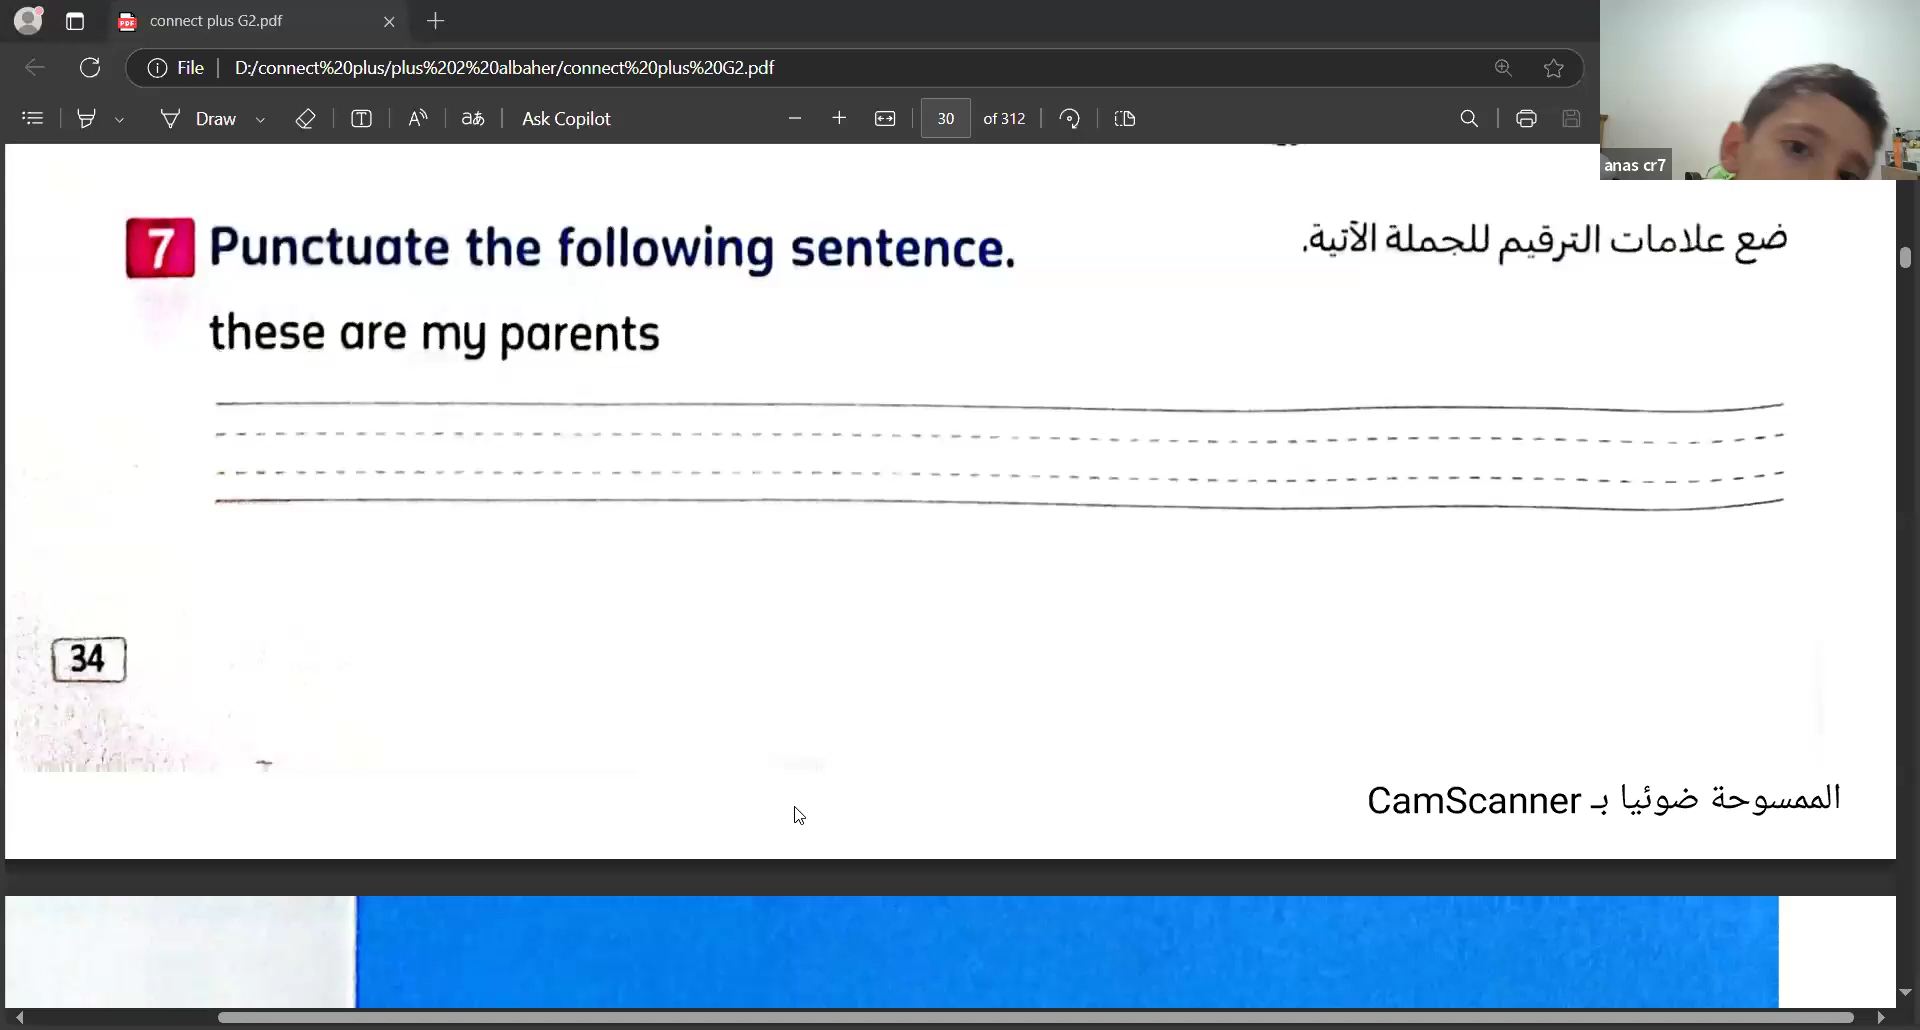 connect plus G2.pdf
File
D:/connect%20plus/plus%202%20albaher/connect%20plus%20G2.pdf
Draw
aあ
Ask Copilot
30
of 312
anas cr7
7 Punctuate the following sentence.
ضع علامات الترقيم للجملة الآتية.
these are my parents
34
الممسوحة ضوئيا بـ CamScanner